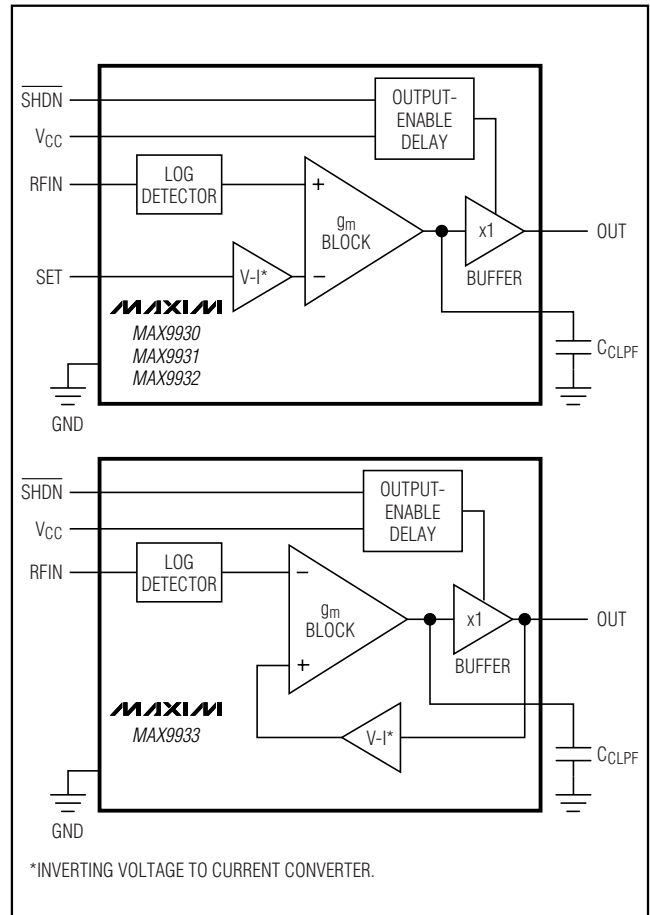 SHDN
OUTPUT-
ENABLE
DELAY
VCC
RFIN
LOG
DETECTOR
+
gm
BLOCK
−
x1
BUFFER
OUT
SET
V-I*
MAXIM
MAX9930
MAX9931
MAX9932
CCLPF
GND
SHDN
OUTPUT-
ENABLE
DELAY
VCC
RFIN
LOG
DETECTOR
−
gm
BLOCK
+
x1
BUFFER
OUT
MAXIM
MAX9933
V-I*
CCLPF
GND
*INVERTING VOLTAGE TO CURRENT CONVERTER.